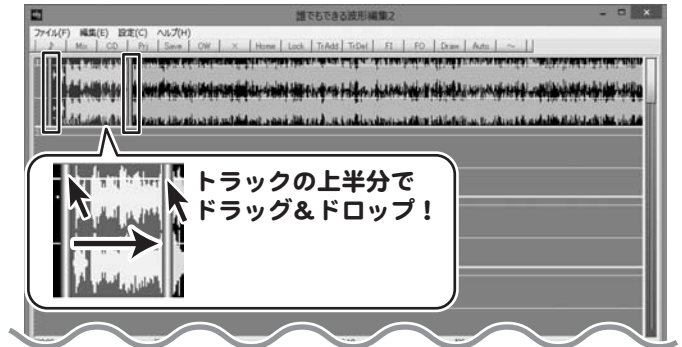 誰でもできる波形編集2
ファイル(F) 編集(E) 設定(C) ヘルプ(H)
♪ Mix CD Prj Save OW × Home Lock TrAdd TrDel FI FO Draw Auto ~
トラックの上半分で
ドラッグ&ドロップ！